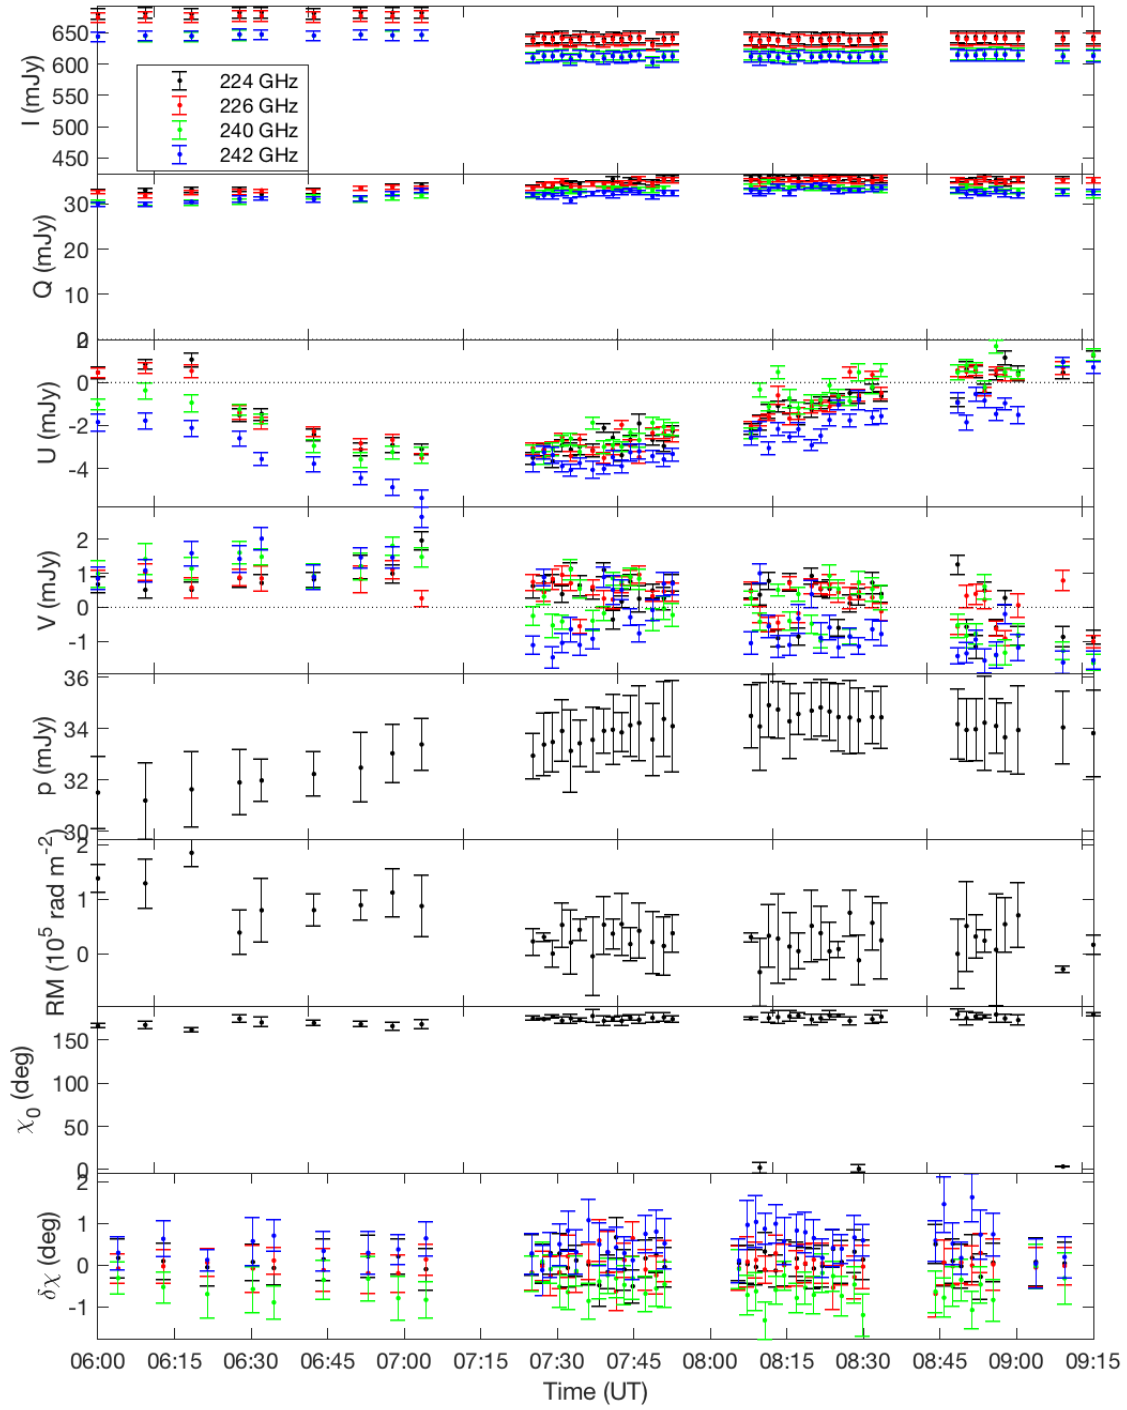 650
600
550
500
450
I (mJy)
224 GHz
226 GHz
240 GHz
242 GHz
30
20
10
0
Q (mJy)
2
0
-2
-4
U (mJy)
2
1
0
-1
V (mJy)
36
34
32
30
p (mJy)
2
1
0
RM (10⁵ rad m⁻²)
150
100
50
0
χ₀ (deg)
2
1
0
-1
δχ (deg)
06:00 06:15 06:30 06:45 07:00 07:15 07:30 07:45 08:00 08:15 08:30 08:45 09:00 09:15
Time (UT)